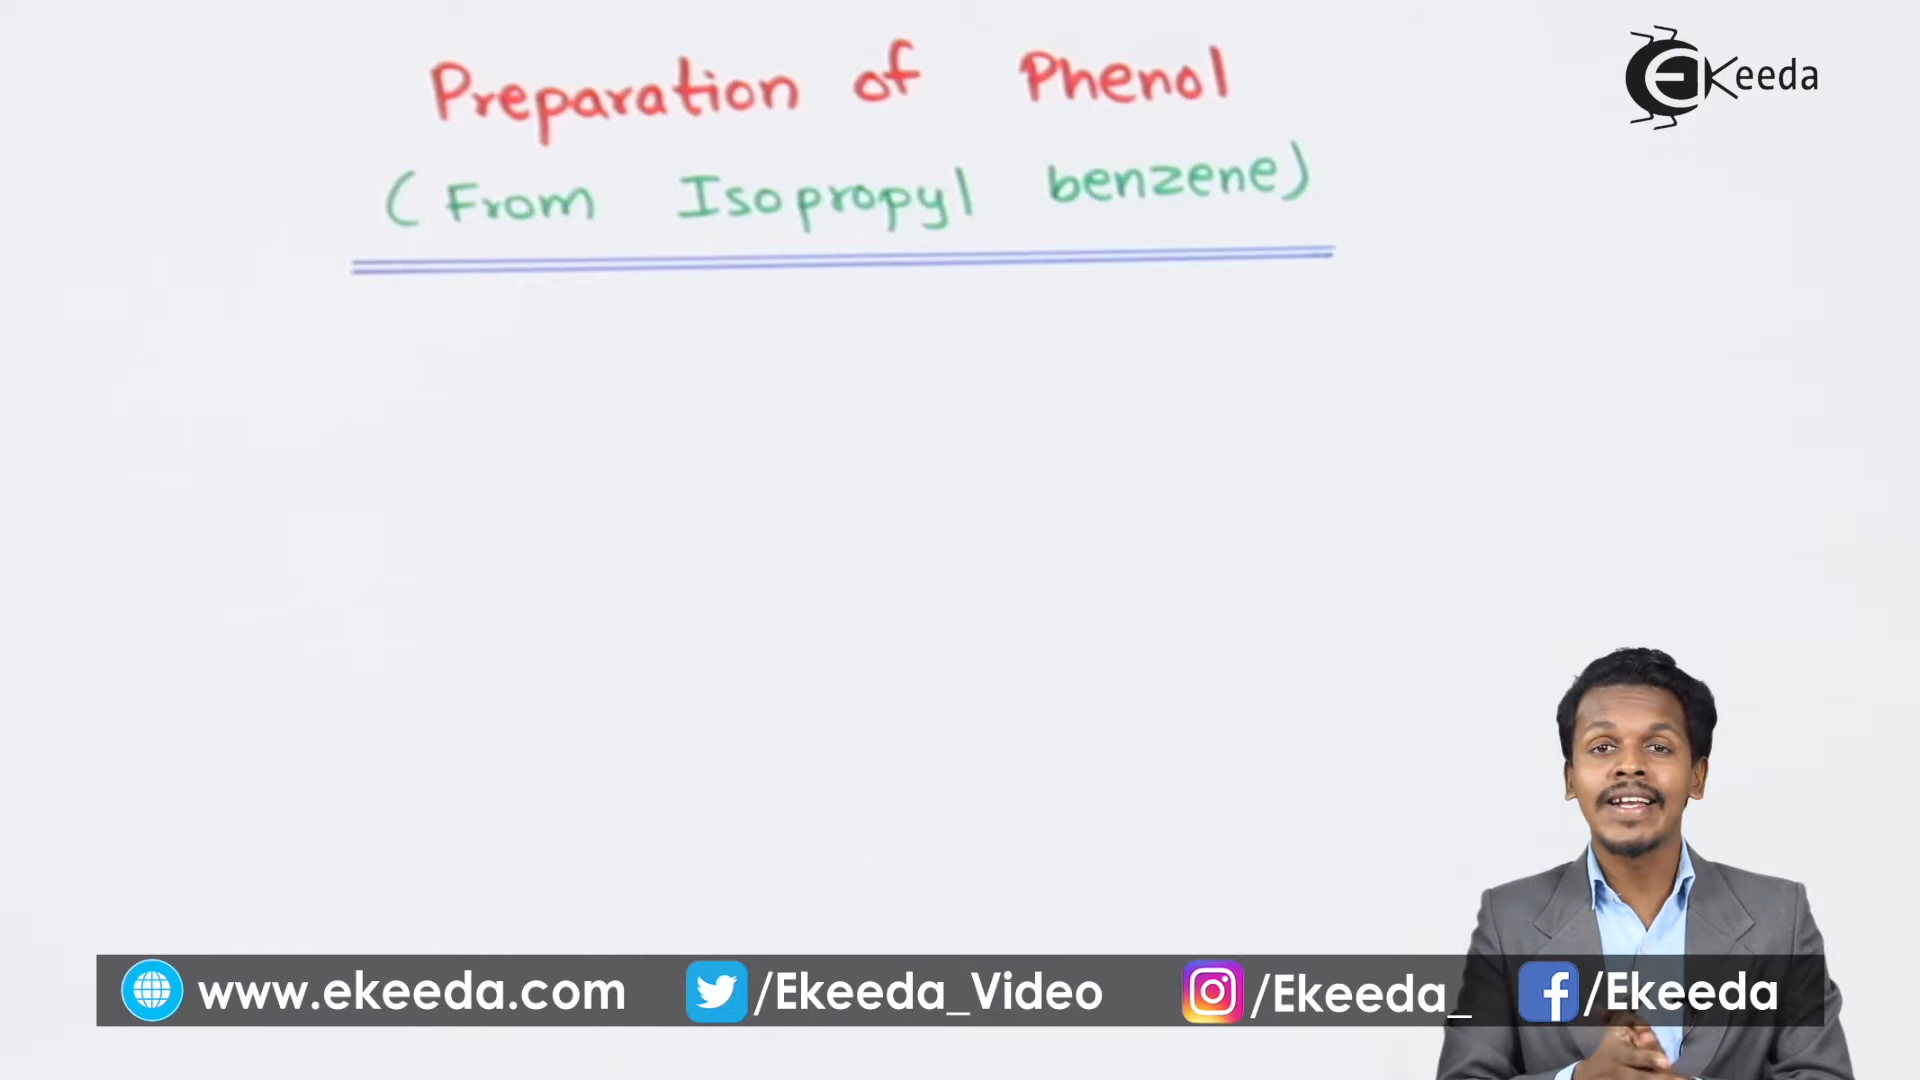 Preparation of Phenol
(From Isopropyl benzene)
EKeeda
www.ekeeda.com /Ekeeda_Video /Ekeeda_ /Ekeeda